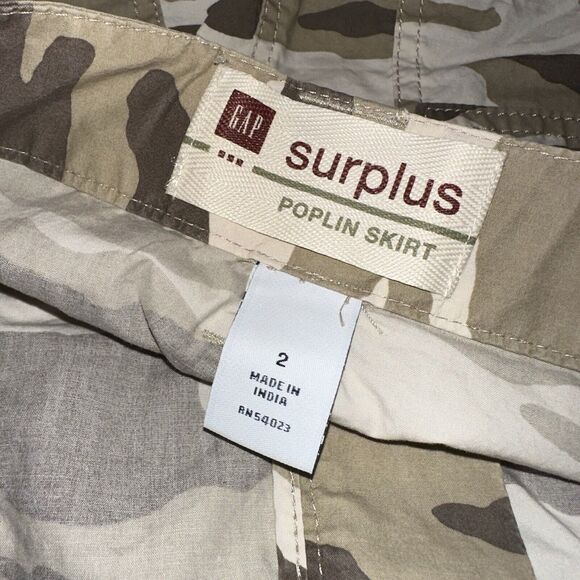 GAP
surplus
POPLIN SKIRT
2
MADE IN
INDIA
RN54023